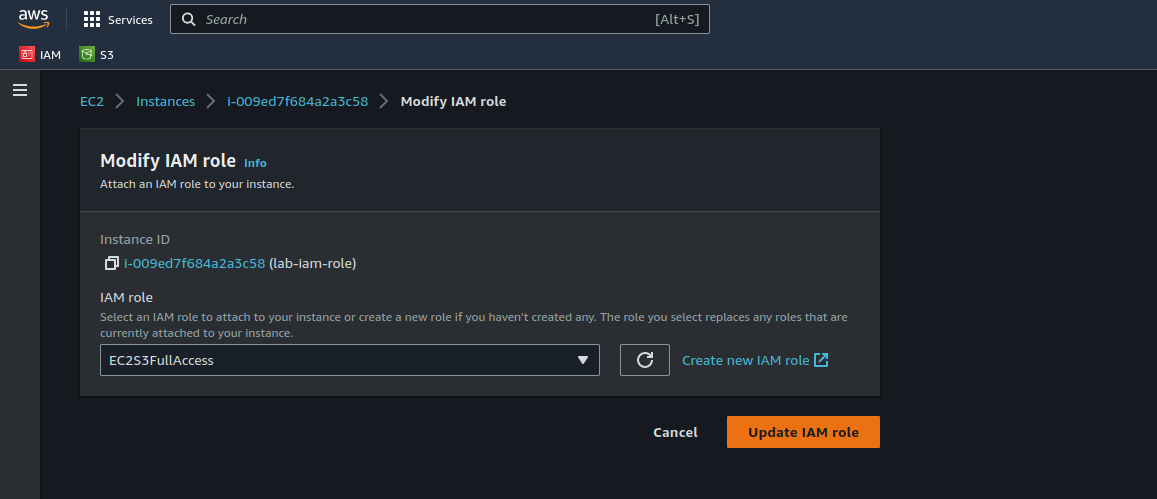 aws Services Search [Alt+S]
IAM S3
EC2 Instances i-009ed7f684a2a3c58 Modify IAM role
Modify IAM role Info
Attach an IAM role to your instance.
Instance ID
i-009ed7f684a2a3c58 (lab-iam-role)
IAM role
Select an IAM role to attach to your instance or create a new role if you haven't created any. The role you select replaces any roles that are
currently attached to your instance.
EC2S3FullAccess Create new IAM role
Cancel Update IAM role